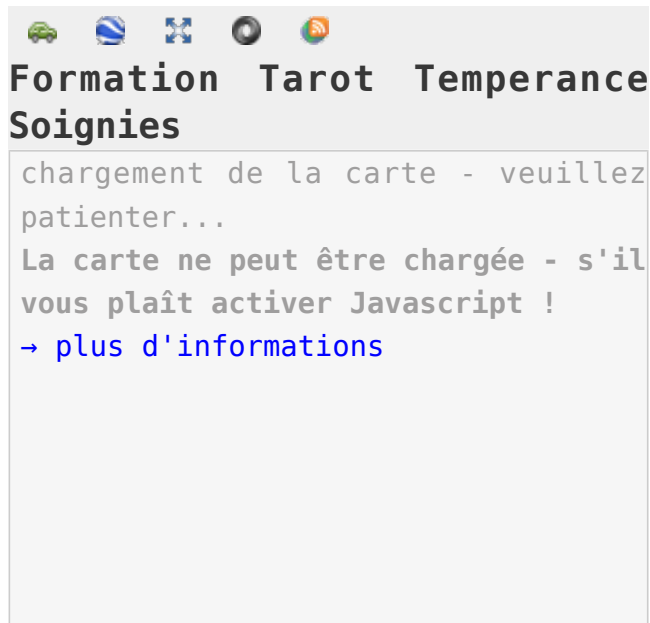 Formation Tarot Temperance
Soignies
chargement de la carte - veuillez
patienter...
La carte ne peut être chargée - s'il
vous plaît activer Javascript !
→ plus d'informations